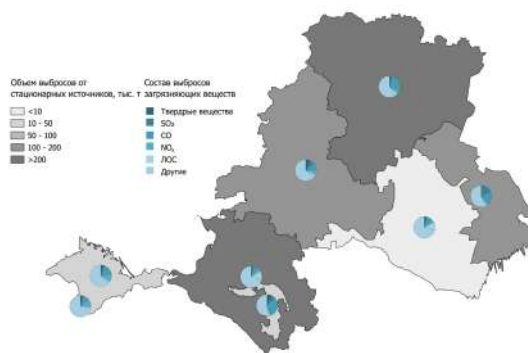 Объем выбросов от
стационарных источников, тыс. т
<10
10 - 50
50 - 100
100 - 200
>200
Состав выбросов
загрязняющих веществ
Твердрые вещества
SO₂
CO
NOₓ
ЛОС
Другие